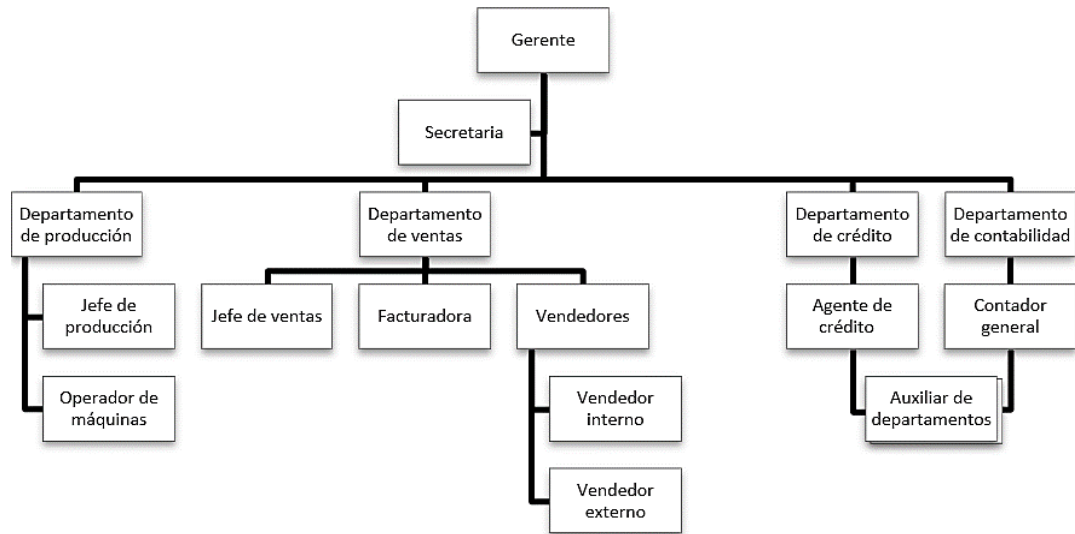 Gerente
Secretaria
Departamento
de producción
Departamento
de ventas
Departamento
de crédito
Departamento
de contabilidad
Jefe de
producción
Jefe de ventas
Facturadora
Vendedores
Agente de
crédito
Contador
general
Operador de
máquinas
Vendedor
interno
Auxiliar de
departamentos
Vendedor
externo